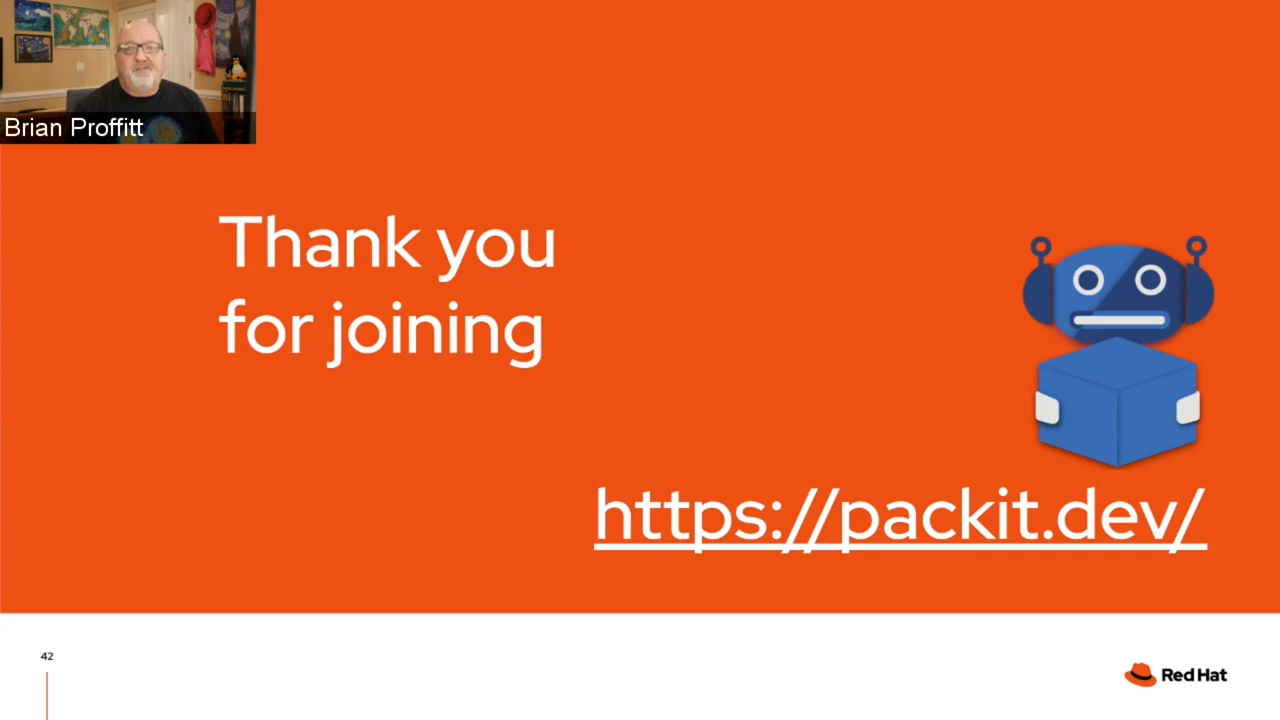 Brian Proffitt
Thank you
for joining
https://packit.dev/
42
Red Hat